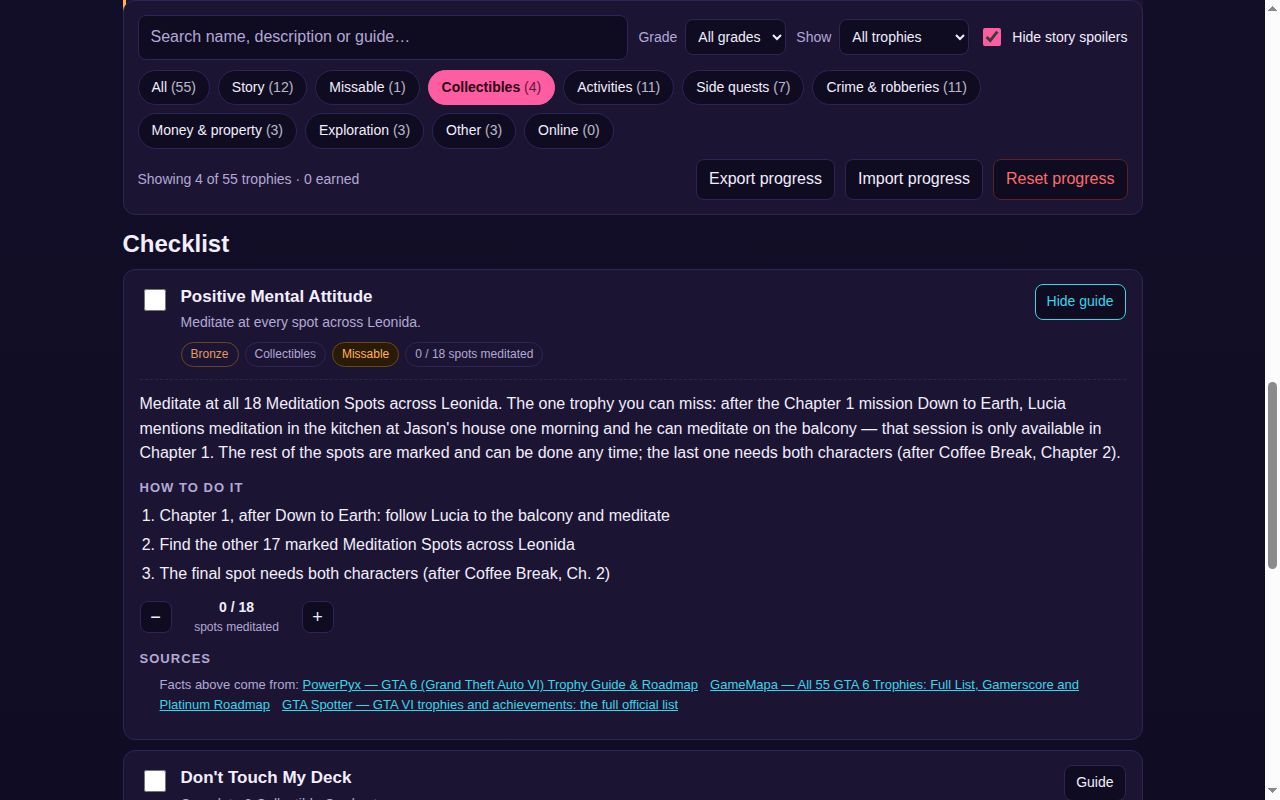 Search name, description or guide…
Grade All grades Show All trophies Hide story spoilers
All (55) Story (12) Missable (1) Collectibles (4) Activities (11) Side quests (7) Crime & robberies (11)
Money & property (3) Exploration (3) Other (3) Online (0)
Showing 4 of 55 trophies · 0 earned
Export progress Import progress Reset progress
Checklist
Positive Mental Attitude
Hide guide
Meditate at every spot across Leonida.
Bronze Collectibles Missable 0 / 18 spots meditated
Meditate at all 18 Meditation Spots across Leonida. The one trophy you can miss: after the Chapter 1 mission Down to Earth, Lucia
mentions meditation in the kitchen at Jason's house one morning and he can meditate on the balcony — that session is only available in
Chapter 1. The rest of the spots are marked and can be done any time; the last one needs both characters (after Coffee Break, Chapter 2).
HOW TO DO IT
1. Chapter 1, after Down to Earth: follow Lucia to the balcony and meditate
2. Find the other 17 marked Meditation Spots across Leonida
3. The final spot needs both characters (after Coffee Break, Ch. 2)
− 0 / 18 +
spots meditated
SOURCES
Facts above come from: PowerPyx — GTA 6 (Grand Theft Auto VI) Trophy Guide & Roadmap GameMapa — All 55 GTA 6 Trophies: Full List, Gamerscore and
Platinum Roadmap GTA Spotter — GTA VI trophies and achievements: the full official list
Don't Touch My Deck
Guide